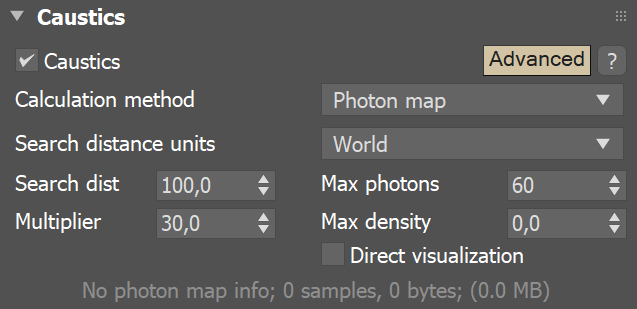 Caustics
Caustics Advanced ?
Calculation method Photon map
Search distance units World
Search dist 100,0 Max photons 60
Multiplier 30,0 Max density 0,0
Direct visualization
No photon map info; 0 samples, 0 bytes; (0.0 MB)